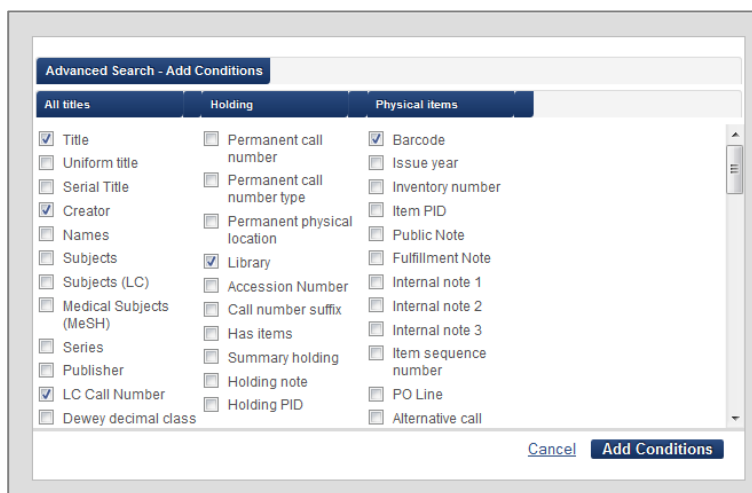 Advanced Search - Add Conditions
All titles
Holding
Physical items
Title
Uniform title
Serial Title
Creator
Names
Subjects
Subjects (LC)
Medical Subjects
(MeSH)
Series
Publisher
LC Call Number
Dewey decimal class
Permanent call
number
Permanent call
number type
Permanent physical
location
Library
Accession Number
Call number suffix
Has items
Summary holding
Holding note
Holding PID
Barcode
Issue year
Inventory number
Item PID
Public Note
Fulfillment Note
Internal note 1
Internal note 2
Internal note 3
Item sequence
number
PO Line
Alternative call
Cancel
Add Conditions